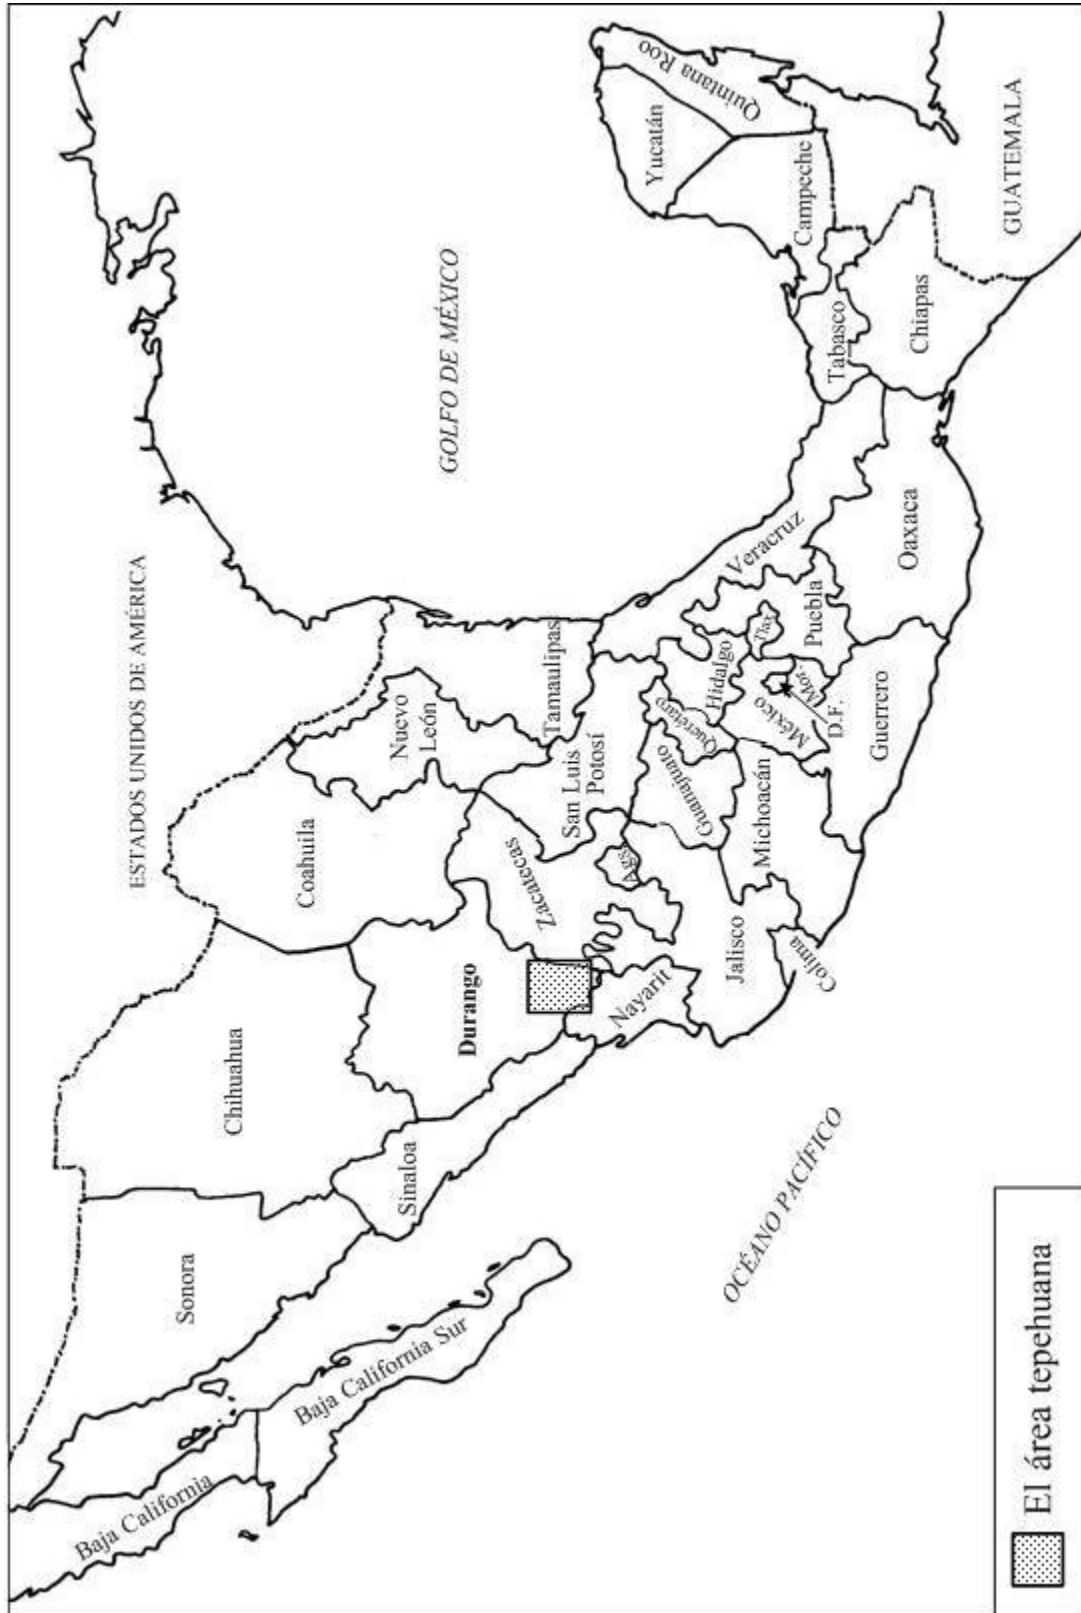 ESTADOS UNIDOS DE AMÉRICA
GOLFO DE MÉXICO
OCÉANO PACÍFICO
GUATEMALA
Baja California
Baja California Sur
Sonora
Chihuahua
Coahuila
Nuevo
León
Tamaulipas
Sinaloa
Durango
Zacatecas
San Luis
Potosí
Nayarit
Ags.
Jalisco
Colima
Guanajuato
Querétaro
Hidalgo
Michoacán
México
D.F.
Mor.
Tlax.
Puebla
Veracruz
Guerrero
Oaxaca
Tabasco
Chiapas
Campeche
Yucatán
Quintana Roo
El área tepehuana